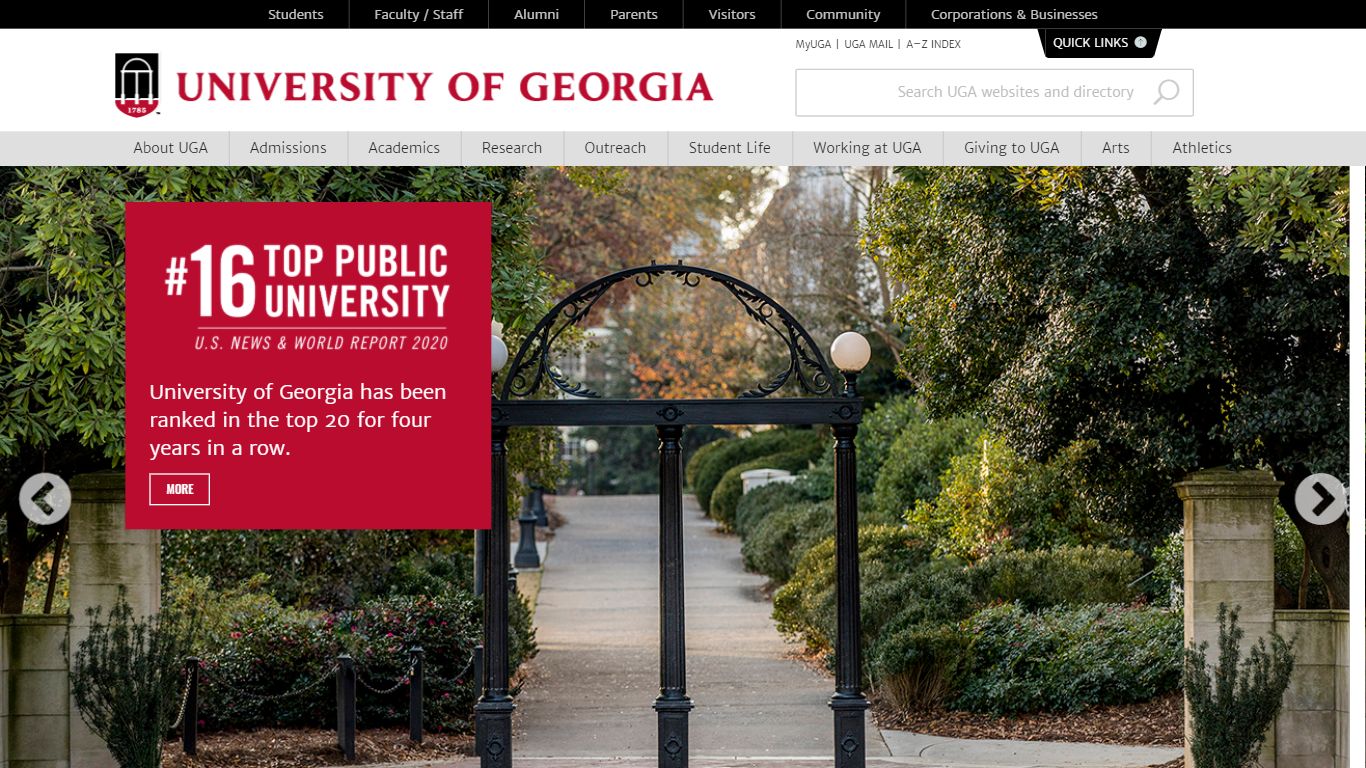 Students Faculty / Staff Alumni Parents Visitors Community Corporations & Businesses
MyUGA | UGA MAIL | A–Z INDEX
QUICK LINKS
1785
UNIVERSITY OF GEORGIA
Search UGA websites and directory
About UGA Admissions Academics Research Outreach Student Life Working at UGA Giving to UGA Arts Athletics
#16 TOP PUBLIC
UNIVERSITY
U.S. NEWS & WORLD REPORT 2020
University of Georgia has been
ranked in the top 20 for four
years in a row.
MORE